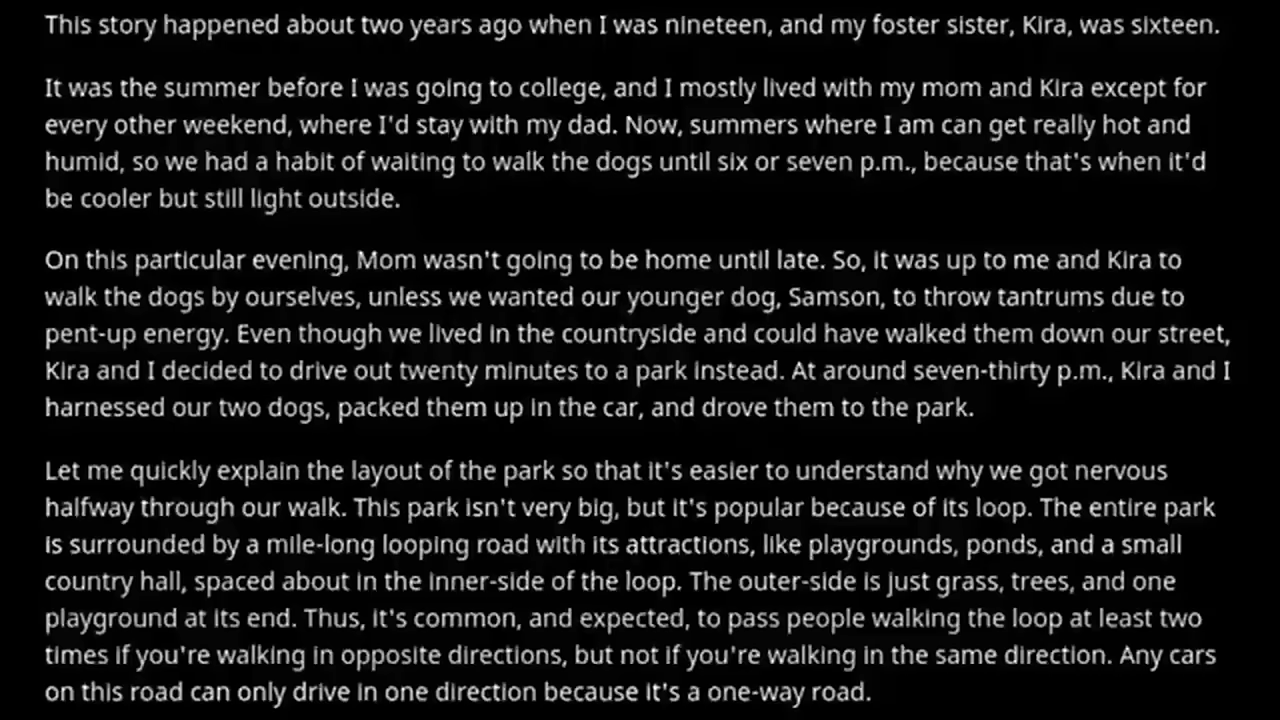 This story happened about two years ago when I was nineteen, and my foster sister, Kira, was sixteen.
It was the summer before I was going to college, and I mostly lived with my mom and Kira except for
every other weekend, where I'd stay with my dad. Now, summers where I am can get really hot and
humid, so we had a habit of waiting to walk the dogs until six or seven p.m., because that's when it'd
be cooler but still light outside.
On this particular evening, Mom wasn't going to be home until late. So, it was up to me and Kira to
walk the dogs by ourselves, unless we wanted our younger dog, Samson, to throw tantrums due to
pent-up energy. Even though we lived in the countryside and could have walked them down our street,
Kira and I decided to drive out twenty minutes to a park instead. At around seven-thirty p.m., Kira and I
harnessed our two dogs, packed them up in the car, and drove them to the park.
Let me quickly explain the layout of the park so that it's easier to understand why we got nervous
halfway through our walk. This park isn't very big, but it's popular because of its loop. The entire park
is surrounded by a mile-long looping road with its attractions, like playgrounds, ponds, and a small
country hall, spaced about in the inner-side of the loop. The outer-side is just grass, trees, and one
playground at its end. Thus, it's common, and expected, to pass people walking the loop at least two
times if you're walking in opposite directions, but not if you're walking in the same direction. Any cars
on this road can only drive in one direction because it's a one-way road.